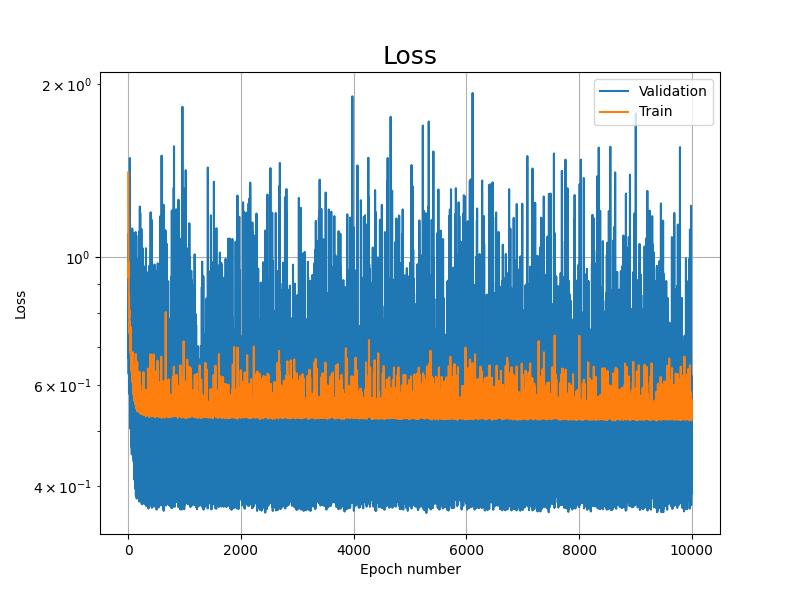 Loss
2 × 10⁰
Validation
Train
10⁰
Loss
6 × 10⁻¹
4 × 10⁻¹
0 2000 4000 6000 8000 10000
Epoch number